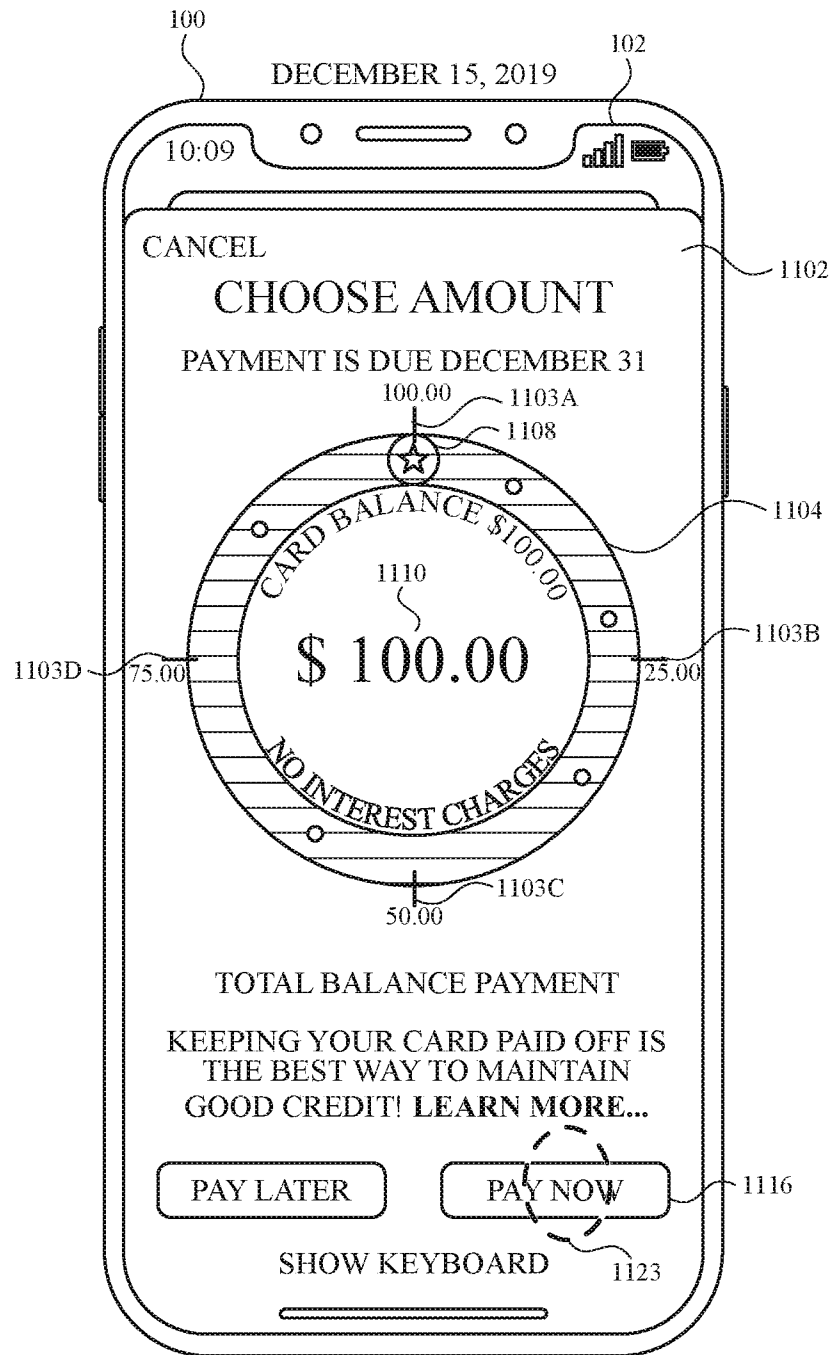 100
DECEMBER 15, 2019
102
10:09
CANCEL
1102
CHOOSE AMOUNT
PAYMENT IS DUE DECEMBER 31
100.00
1103A
1108
1104
CARD BALANCE $100.00
1110
$ 100.00
1103B
1103D
75.00
25.00
NO INTEREST CHARGES
1103C
50.00
TOTAL BALANCE PAYMENT
KEEPING YOUR CARD PAID OFF IS
THE BEST WAY TO MAINTAIN
GOOD CREDIT! LEARN MORE...
PAY LATER
PAY NOW
1116
SHOW KEYBOARD
1123